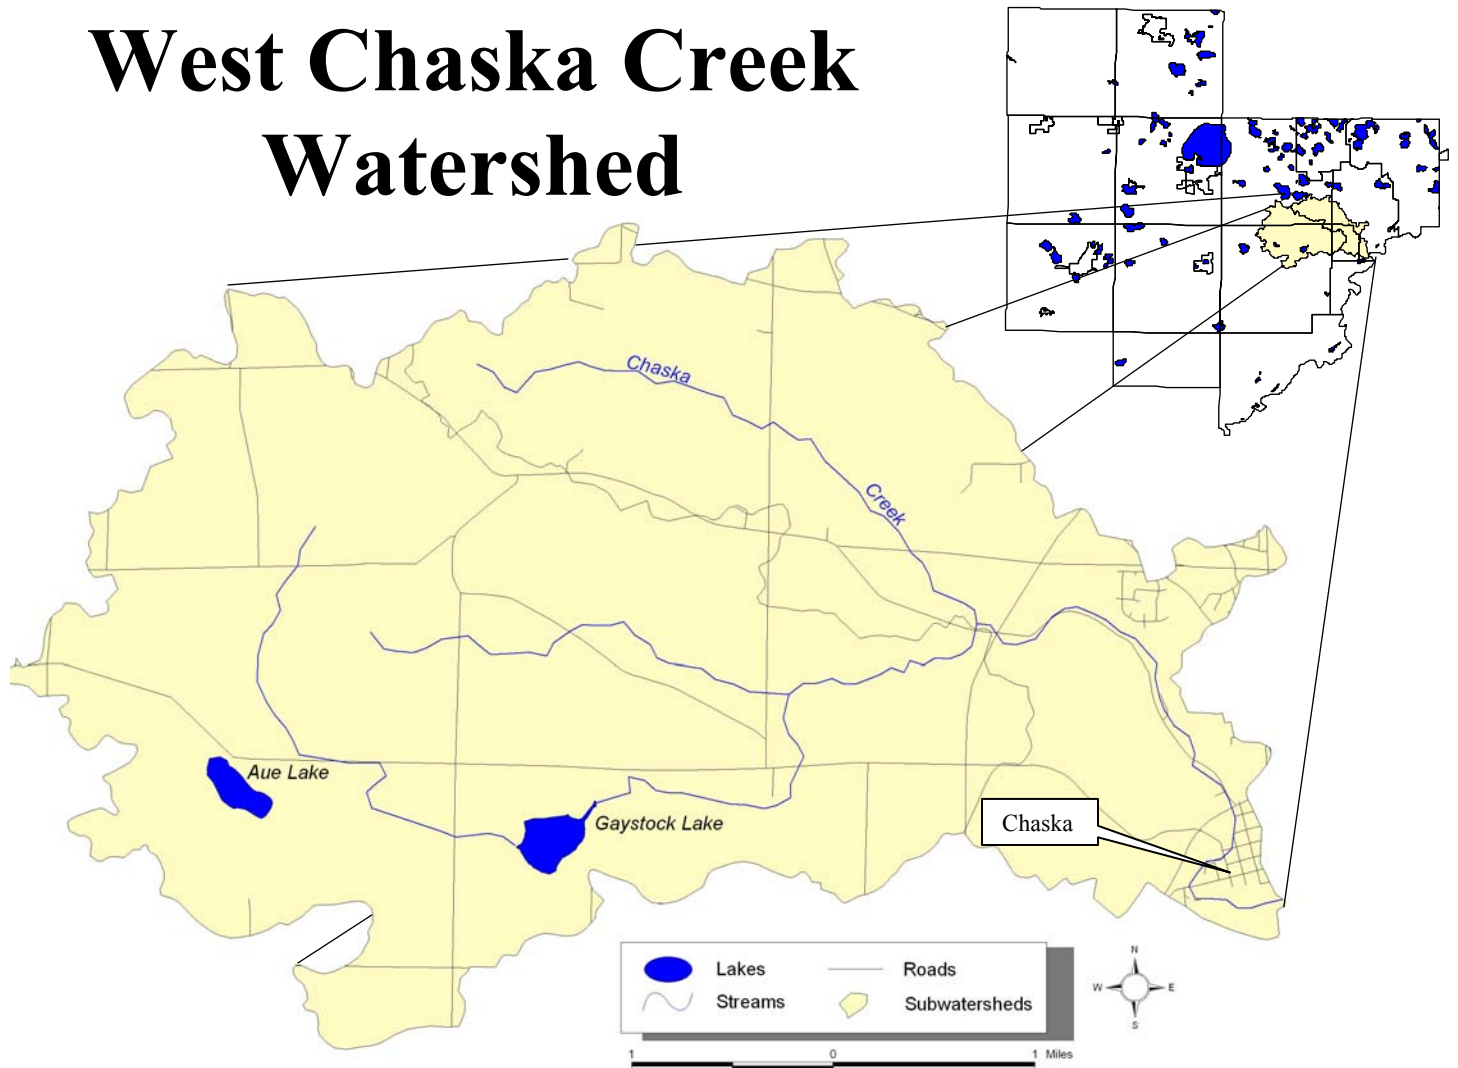 West Chaska Creek
Watershed
Chaska
Creek
Aue Lake
Gaystock Lake
Chaska
Lakes
Roads
Streams
Subwatersheds
N
W
E
S
1 0 1 Miles